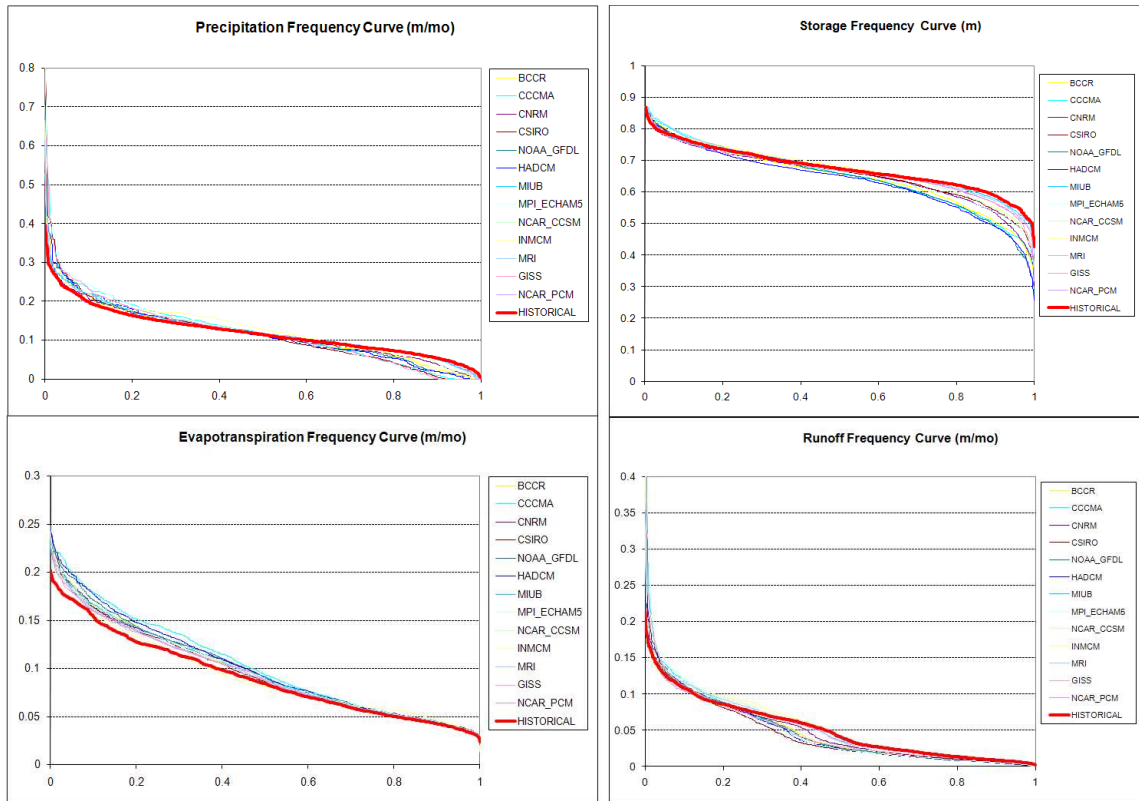 Precipitation Frequency Curve (m/mo)
0.8
0.7
0.6
0.5
0.4
0.3
0.2
0.1
0
0
0.2
0.4
0.6
0.8
1
BCCR
CCCMA
CNRM
CSIRO
NOAA_GFDL
HADCM
MIUB
MPI_ECHAM5
NCAR_CCSM
INMCM
MRI
GISS
NCAR_PCM
HISTORICAL
Storage Frequency Curve (m)
1
0.9
0.8
0.7
0.6
0.5
0.4
0.3
0.2
0.1
0
0
0.2
0.4
0.6
0.8
1
BCCR
CCCMA
CNRM
CSIRO
NOAA_GFDL
HADCM
MIUB
MPI_ECHAM5
NCAR_CCSM
INMCM
MRI
GISS
NCAR_PCM
HISTORICAL
Evapotranspiration Frequency Curve (m/mo)
0.3
0.25
0.2
0.15
0.1
0.05
0
0
0.2
0.4
0.6
0.8
1
BCCR
CCCMA
CNRM
CSIRO
NOAA_GFDL
HADCM
MIUB
MPI_ECHAM5
NCAR_CCSM
INMCM
MRI
GISS
NCAR_PCM
HISTORICAL
Runoff Frequency Curve (m/mo)
0.4
0.35
0.3
0.25
0.2
0.15
0.1
0.05
0
0
0.2
0.4
0.6
0.8
1
BCCR
CCCMA
CNRM
CSIRO
NOAA_GFDL
HADCM
MIUB
MPI_ECHAM5
NCAR_CCSM
INMCM
MRI
GISS
NCAR_PCM
HISTORICAL